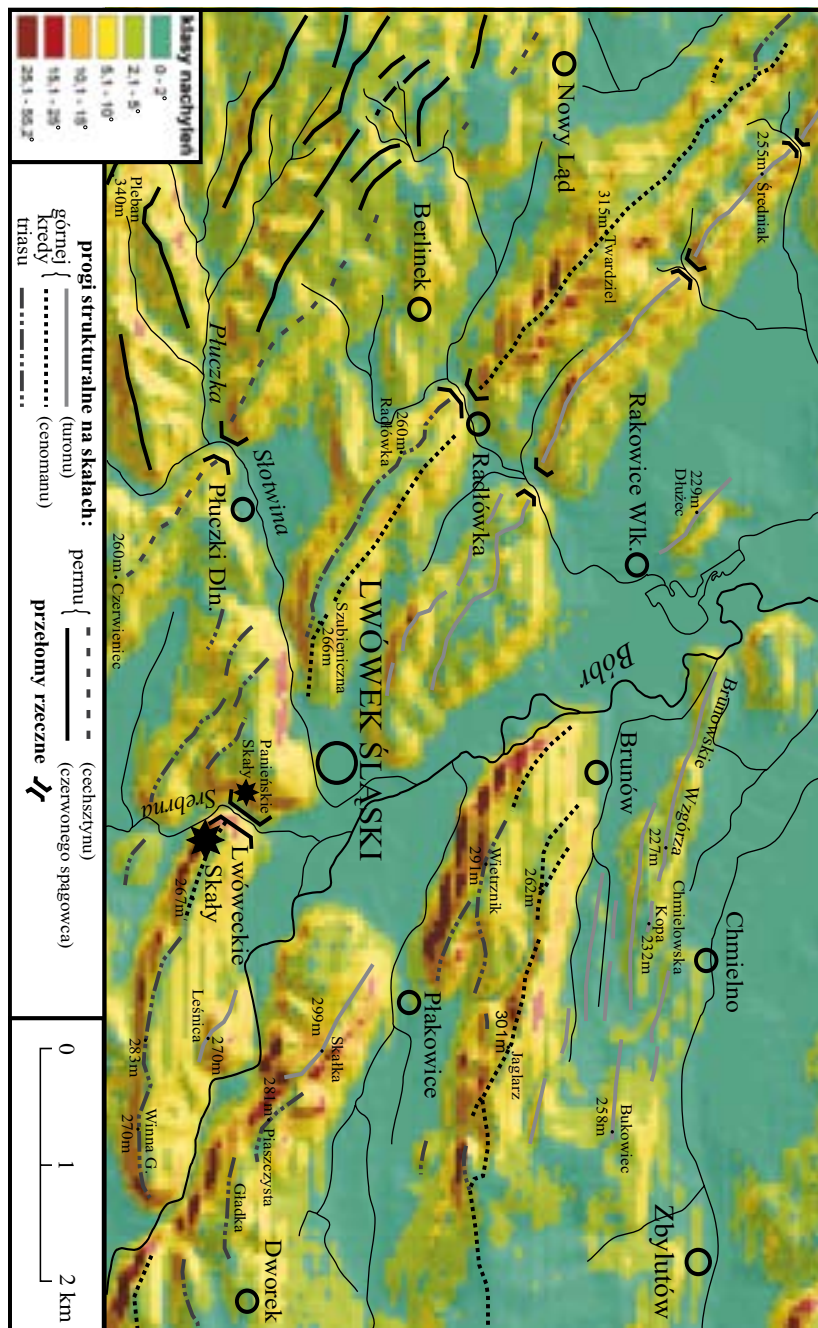 Nowy Ląd
255m
Średniak
315m
Twardziel
Berlinek
Rakowice Wlk.
229m
Dłużec
Radłówka
260m
Radłówka
Pleban
340m
Płuczka
Słotwina
Płuczki Dln.
260m
Czerwieniec
Szubieniczna
266m
LWÓWEK ŚLĄSKI
Bóbr
Brunów
Brunowskie
Wzgórza
227m
Chmielowska
Kopa
232m
Chmielno
Wietrznik
291m
262m
Panieńskie
Skały
Srebrna
Lwóweckie
Skały
267m
Płakowice
Jaglarz
301m
Bukowiec
258m
Zbylutów
Skałka
299m
Leśnica
270m
281m
Piaszczysta
Gładka
Dworek
283m
Winna G.
270m
klasy nachyleń
0 - 2°
2,1 - 5°
5,1 - 10°
10,1 - 15°
15,1 - 25°
25,1 - 55,2°
progi strukturalne na skałach:
górnej
kredy
{
(turonu)
(cenomanu)
triasu
permu
{
(cechsztynu)
(czerwonego spągowca)
przełomy rzeczne
0
1
2 km